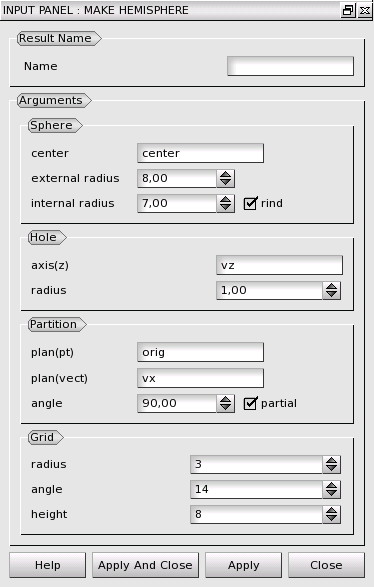 INPUT PANEL : MAKE HEMISPHERE
Result Name
Name
Arguments
Sphere
center center
external radius 8,00
internal radius 7,00 rind
Hole
axis(z) vz
radius 1,00
Partition
plan(pt) orig
plan(vect) vx
angle 90,00 partial
Grid
radius 3
angle 14
height 8
Help Apply And Close Apply Close